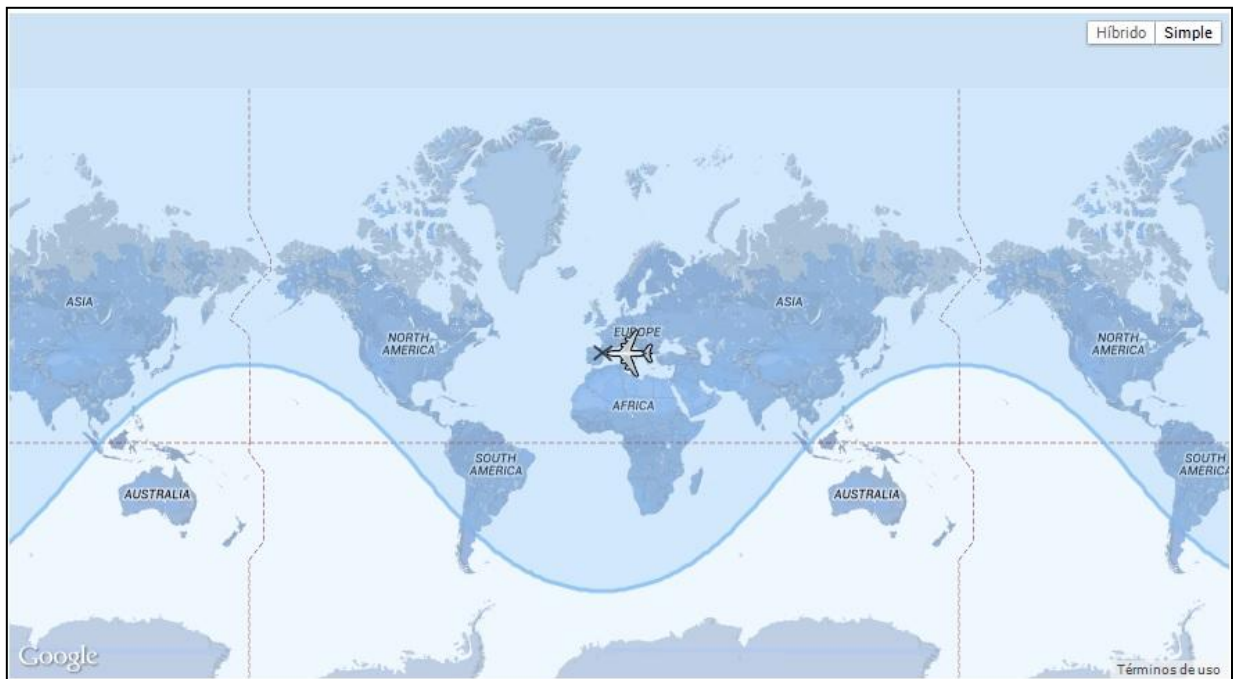 Híbrido Simple
ASIA
NORTH
AMERICA
EUROPE
ASIA
NORTH
AMERICA
AFRICA
SOUTH
AMERICA
SOUTH
AMERICA
AUSTRALIA
AUSTRALIA
Google
Términos de uso